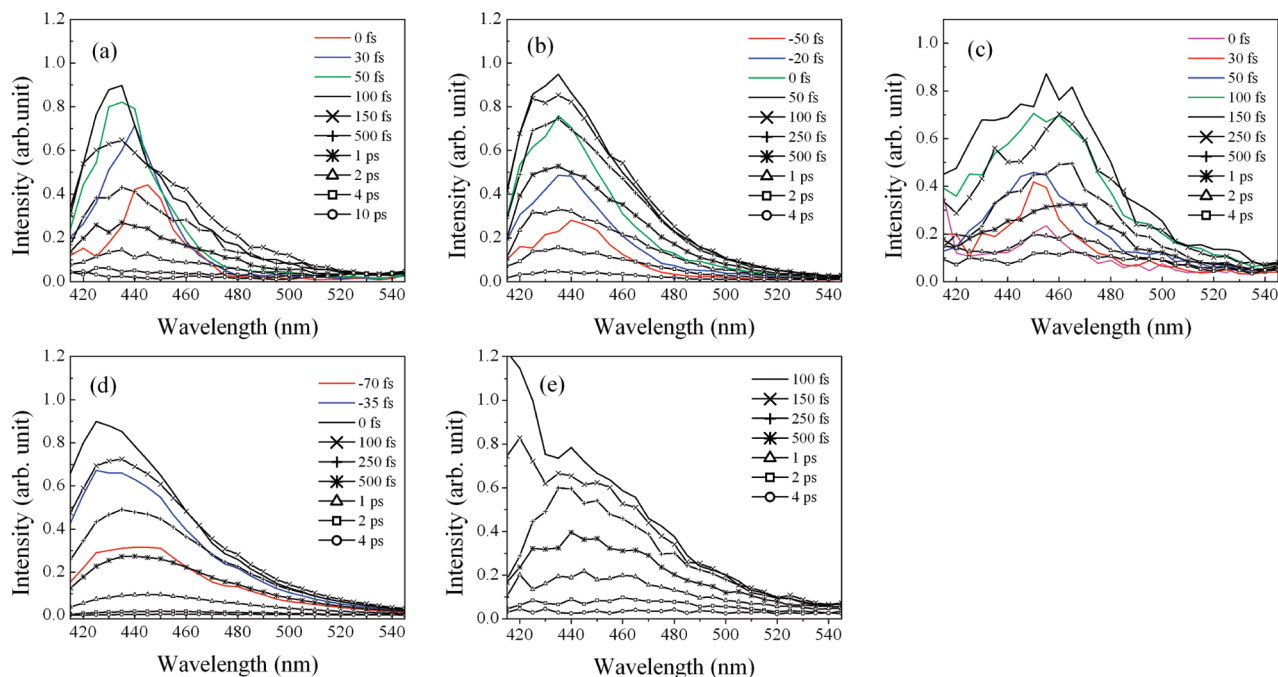 (a)
0 fs
30 fs
50 fs
100 fs
150 fs
500 fs
1 ps
2 ps
4 ps
10 ps
Intensity (arb.unit)
1.2
1.0
0.8
0.6
0.4
0.2
0.0
420 440 460 480 500 520 540
Wavelength (nm)
(b)
-50 fs
-20 fs
0 fs
50 fs
100 fs
250 fs
500 fs
1 ps
2 ps
4 ps
Intensity (arb. unit)
1.2
1.0
0.8
0.6
0.4
0.2
0.0
420 440 460 480 500 520 540
Wavelength (nm)
(c)
0 fs
30 fs
50 fs
100 fs
150 fs
250 fs
500 fs
1 ps
2 ps
4 ps
Intensity (arb. unit)
1.0
0.8
0.6
0.4
0.2
0.0
420 440 460 480 500 520 540
Wavelength (nm)
(d)
-70 fs
-35 fs
0 fs
100 fs
250 fs
500 fs
1 ps
2 ps
4 ps
Intensity (arb. unit)
1.2
1.0
0.8
0.6
0.4
0.2
0.0
420 440 460 480 500 520 540
Wavelength (nm)
(e)
100 fs
150 fs
250 fs
500 fs
1 ps
2 ps
4 ps
Intensity (arb. unit)
1.2
1.0
0.8
0.6
0.4
0.2
0.0
420 440 460 480 500 520 540
Wavelength (nm)